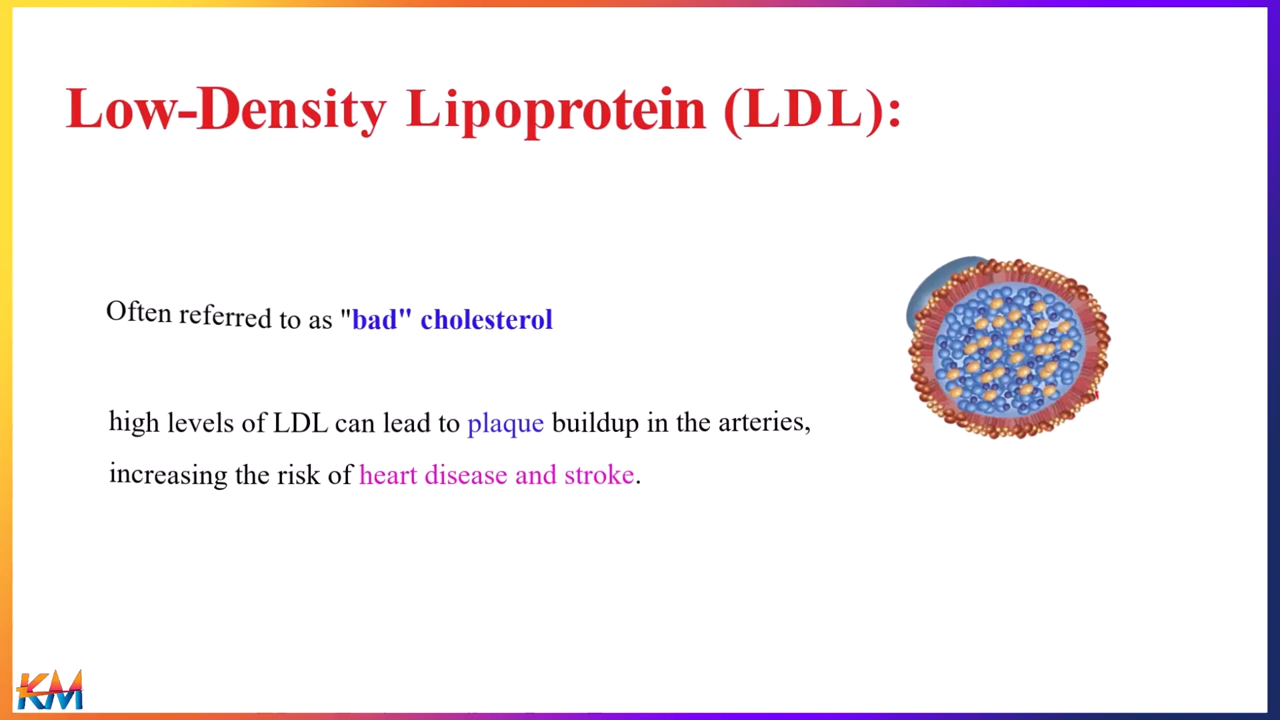 Low-Density Lipoprotein (LDL):
Often referred to as "bad" cholesterol
high levels of LDL can lead to plaque buildup in the arteries,
increasing the risk of heart disease and stroke.
KM